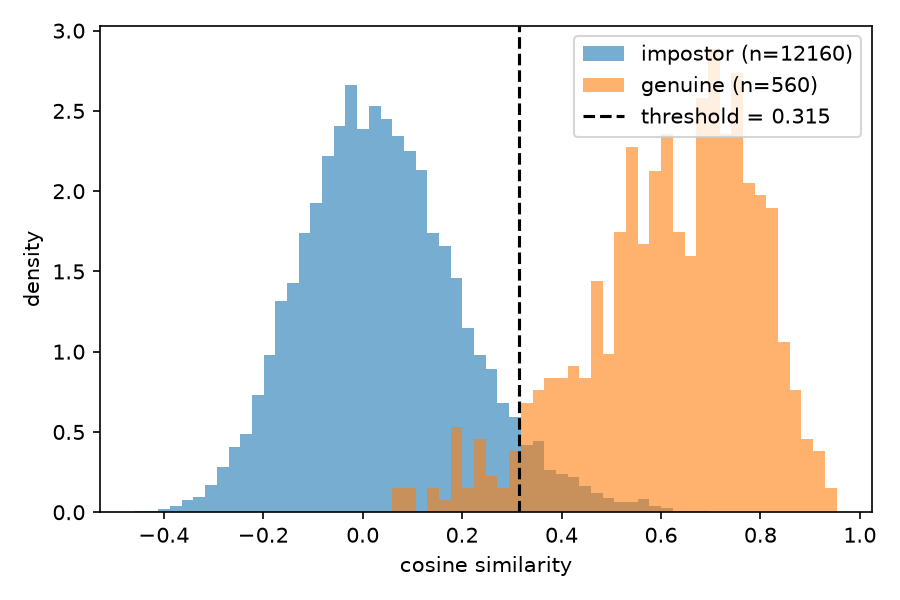 3.0
2.5
2.0
1.5
1.0
0.5
0.0
density
impostor (n=12160)
genuine (n=560)
threshold = 0.315
−0.4 −0.2 0.0 0.2 0.4 0.6 0.8 1.0
cosine similarity